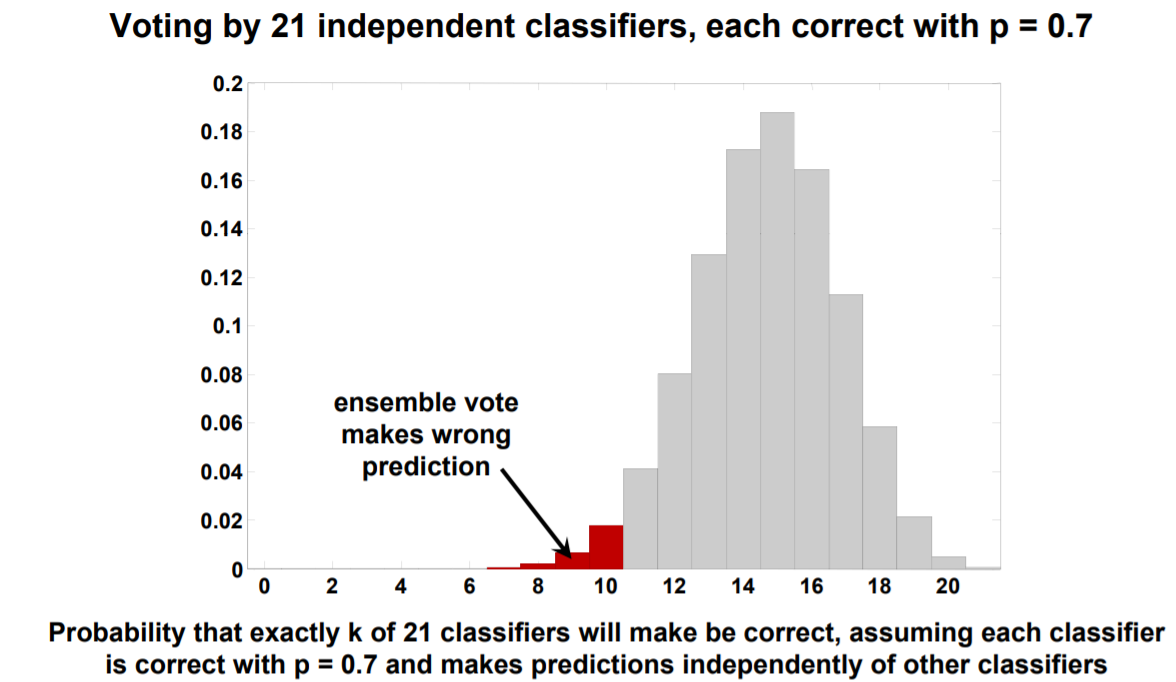 Voting by 21 independent classifiers, each correct with p = 0.7
0.2
0.18
0.16
0.14
0.12
0.1
0.08
0.06
0.04
0.02
0
ensemble vote
makes wrong
prediction
0 2 4 6 8 10 12 14 16 18 20
Probability that exactly k of 21 classifiers will make be correct, assuming each classifier
is correct with p = 0.7 and makes predictions independently of other classifiers